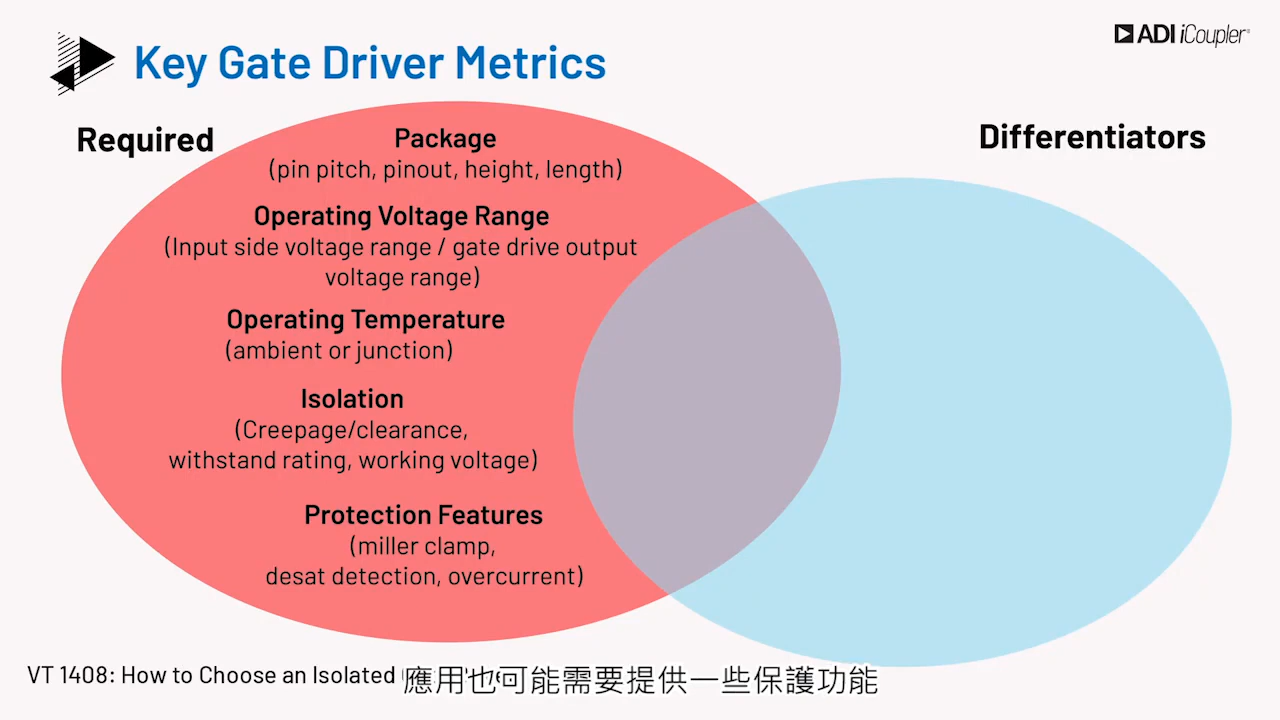 Key Gate Driver Metrics
ADI iCoupler®
Required
Differentiators
Package
(pin pitch, pinout, height, length)
Operating Voltage Range
(Input side voltage range / gate drive output
voltage range)
Operating Temperature
(ambient or junction)
Isolation
(Creepage/clearance,
withstand rating, working voltage)
Protection Features
(miller clamp,
desat detection, overcurrent)
VT 1408: How to Choose an Isolated
應用也可能需要提供一些保護功能